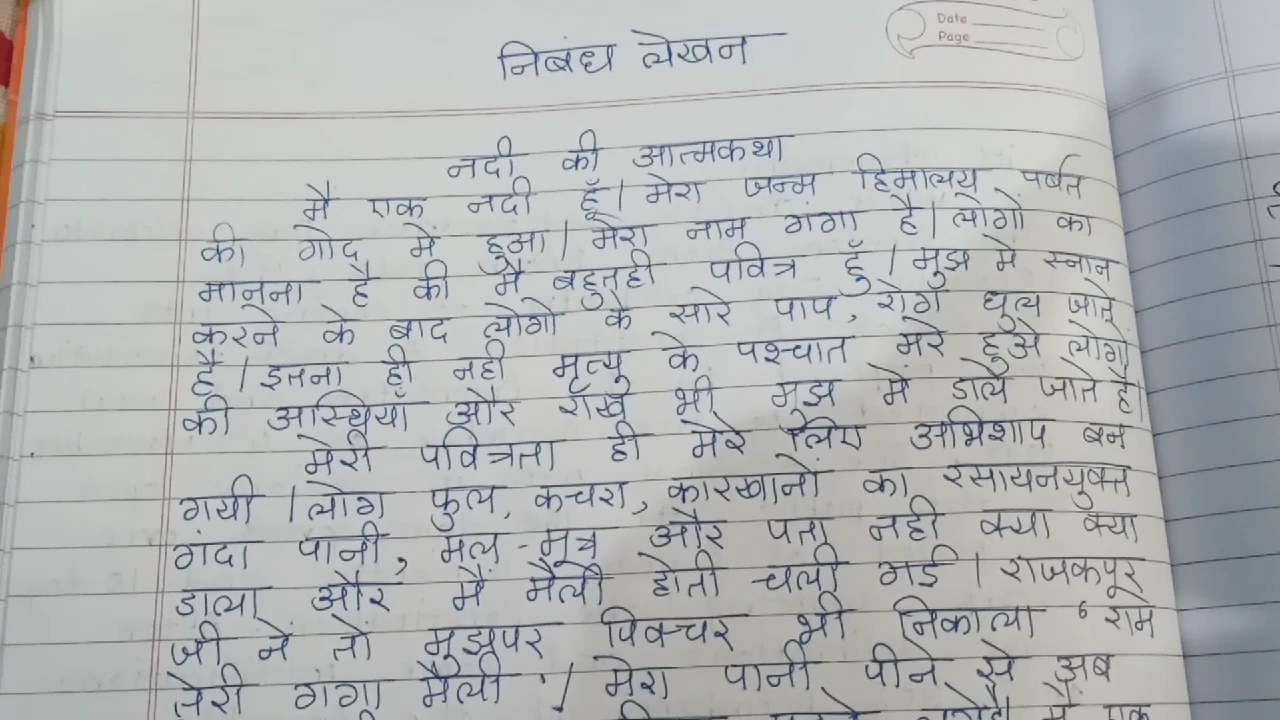 Date
Page
निबंध लेखन
नदी की आत्मकथा
मै एक नदी हूँ। मेरा जन्म हिमालय पर्वत
की गोद में हुआ। मेरा नाम गंगा है। लोगों का
मानना है की मैं बहुतही पवित्र हूँ। मुझ मे स्नान
करने के बाद लोगों के सारे पाप, रोग धुल जाते
हैं। इतना ही नही मृत्यु के पश्चात मरे हुओ लोगों
की अस्थियाँ और राख भी मुझ में डाले जाते है।
मेरी पवित्रता ही मेरे लिए अभिशाप बन
गयी। लोग फुल, कचरा, कारखानों का रसायनयुक्त
गंदा पानी, मल-मूत्र और पता नही क्या क्या
डाला और मैं मैली होती चली गई। राजकपूर
जी ने तो मुझपर पिक्चर भी निकाला ‘राम
तेरी गंगा मैली’। मेरा पानी पीने से अब